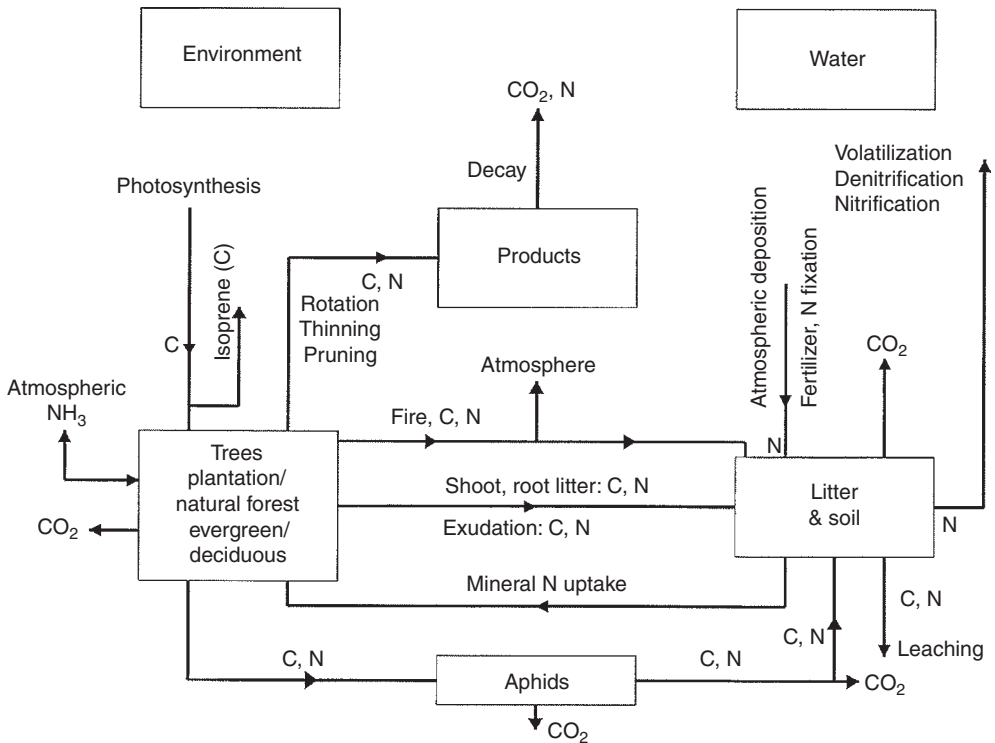 Environment
Water
CO₂, N
Decay
Volatilization
Denitrification
Nitrification
Photosynthesis
Products
Isoprene (C)
C
C, N
Rotation
Thinning
Pruning
Atmospheric deposition
Fertilizer, N fixation
CO₂
Atmosphere
Atmospheric
NH₃
Fire, C, N
N
Trees
plantation/
natural forest
evergreen/
deciduous
Shoot, root litter: C, N
Exudation: C, N
Litter
& soil
N
CO₂
Mineral N uptake
C, N
C, N
C, N
C, N
Leaching
Aphids
CO₂
CO₂